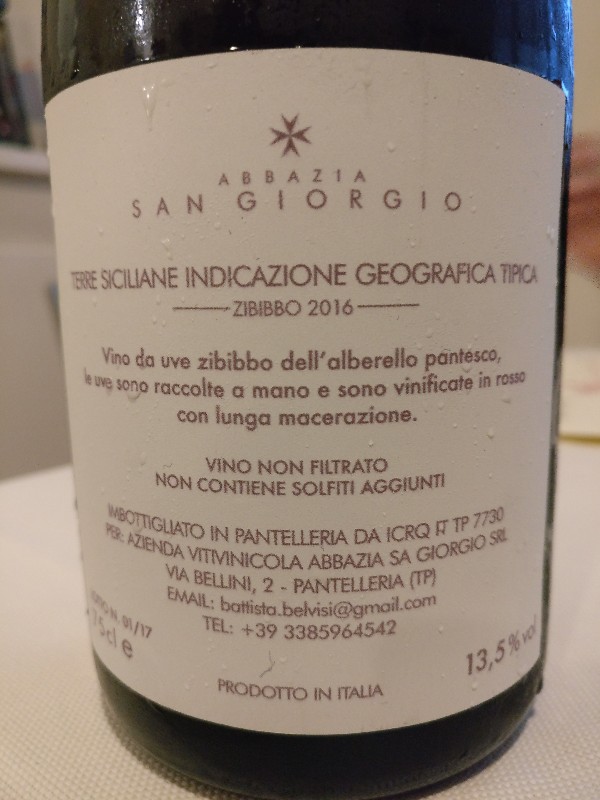 ABBAZIA
SAN GIORGIO
TERRE SICILIANE INDICAZIONE GEOGRAFICA TIPICA
ZIBIBBO 2016
Vino da uve zibibbo dell'alberello pantesco,
le uve sono raccolte a mano e sono vinificate in rosso
con lunga macerazione.
VINO NON FILTRATO
NON CONTIENE SOLFITI AGGIUNTI
IMBOTTIGLIATO IN PANTELLERIA DA ICRQ IT TP 7730
PER: AZIENDA VITIVINICOLA ABBAZIA SA GIORGIO SRL
VIA BELLINI, 2 - PANTELLERIA (TP)
EMAIL: battista.belvisi@gmail.com
TEL: +39 3385964542
LOTTO N. 01/17
75cl e
13,5 % vol
PRODOTTO IN ITALIA